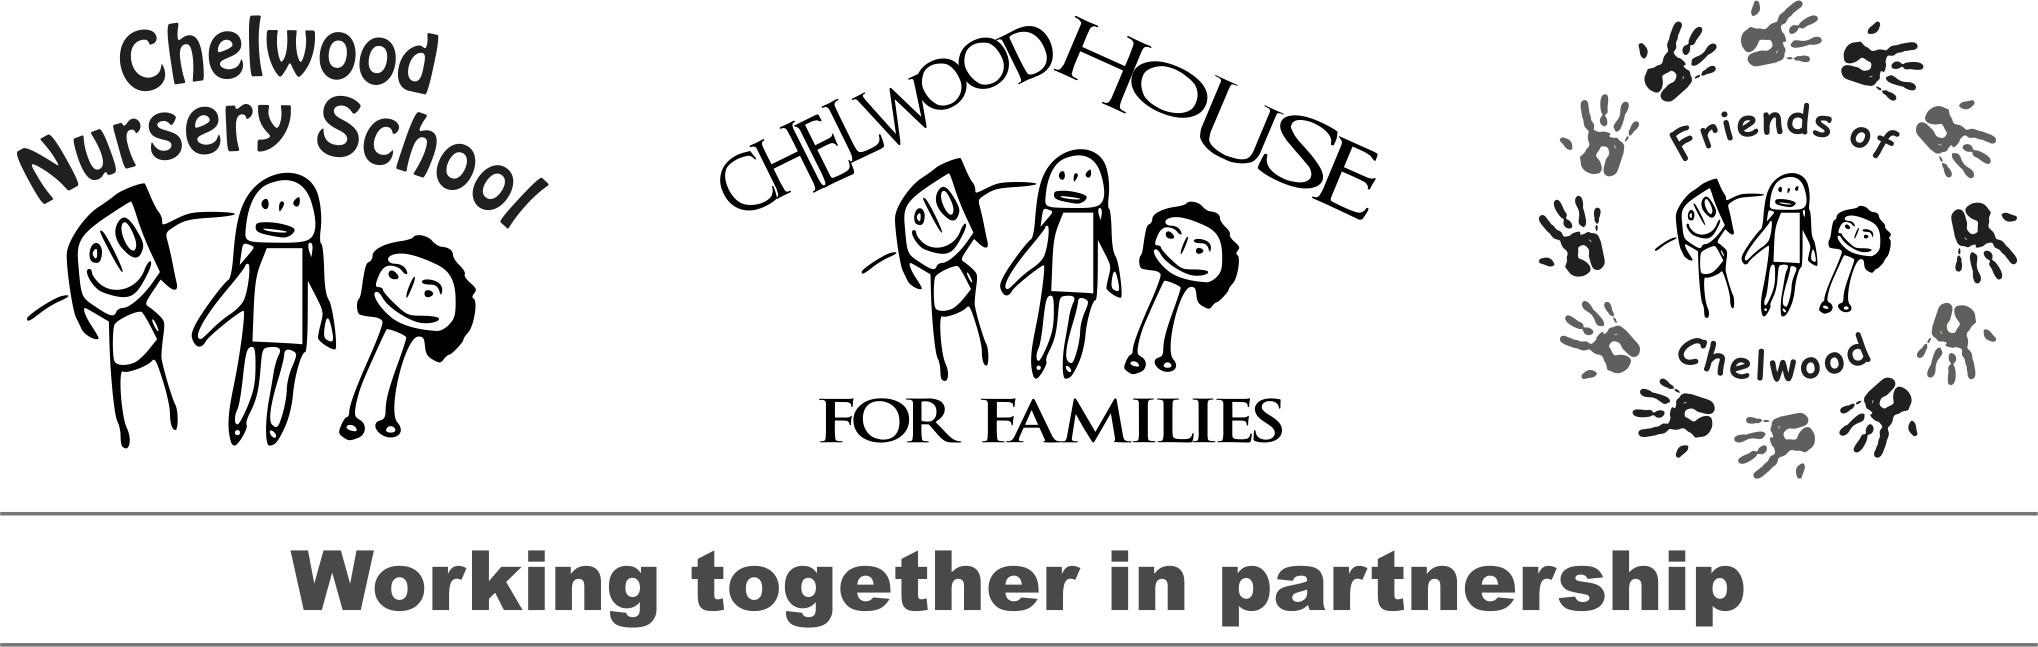 Chelwood
Nursery School
CHELWOOD HOUSE
FOR FAMILIES
Friends of
Chelwood
Working together in partnership